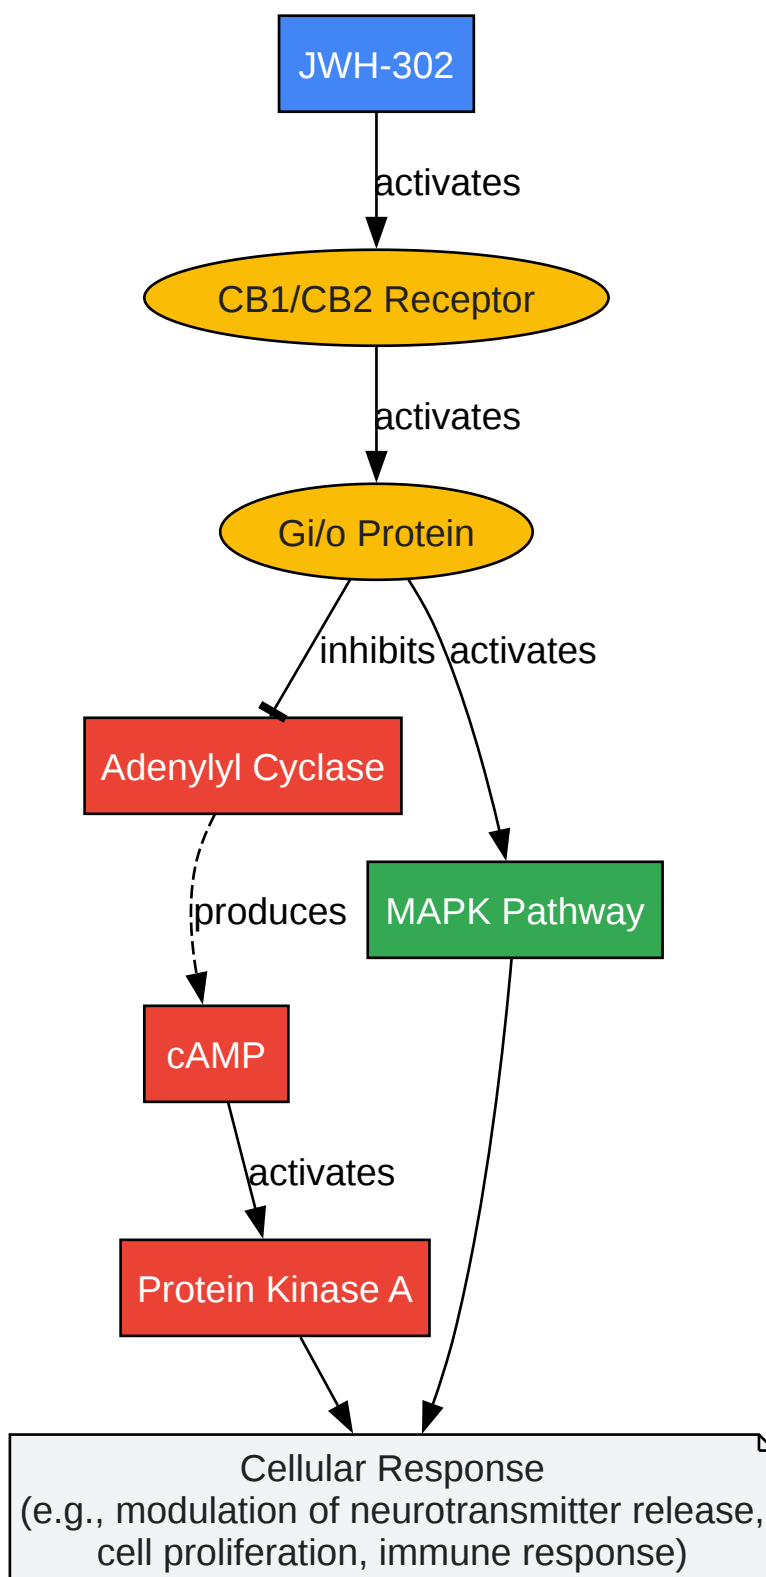 JWH-302
activates
CB1/CB2 Receptor
activates
Gi/o Protein
inhibits
activates
Adenylyl Cyclase
produces
MAPK Pathway
cAMP
activates
Protein Kinase A
Cellular Response
(e.g., modulation of neurotransmitter release,
cell proliferation, immune response)